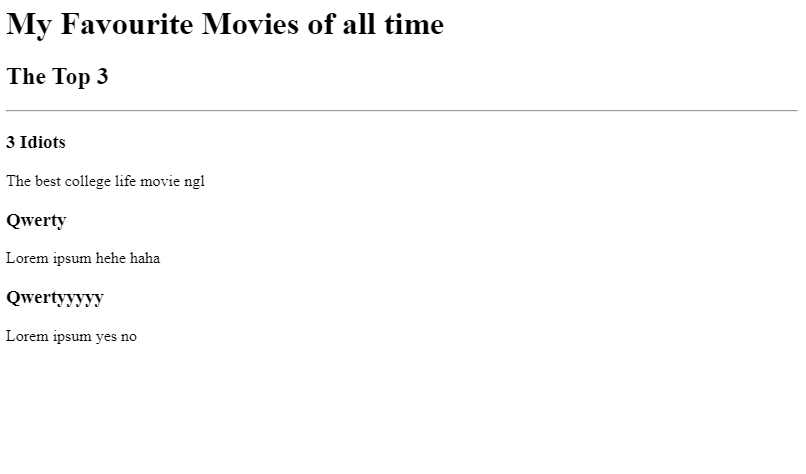 My Favourite Movies of all time
The Top 3
3 Idiots
The best college life movie ngl
Qwerty
Lorem ipsum hehe haha
Qwertyyyyy
Lorem ipsum yes no